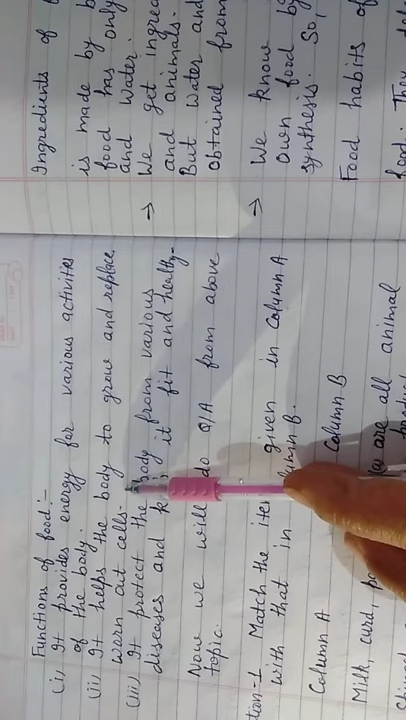 Functions of food:-
(i) It provides energy for various activities
of the body.
(ii) It helps the body to grow and replace
worn out cells.
(iii) It protect the body from various
diseases and it fit and healthy.
Now we will do Q/A from above
topic.
Match the given in Column A
with that in
Column A Column B
Milk, curd, are all animal
Ingredients of
is made by
food has only
and water.
→ We get
and animals.
But water and
obtained from
→ We know
own food by
synthesis. So,
Food habits of
food. They